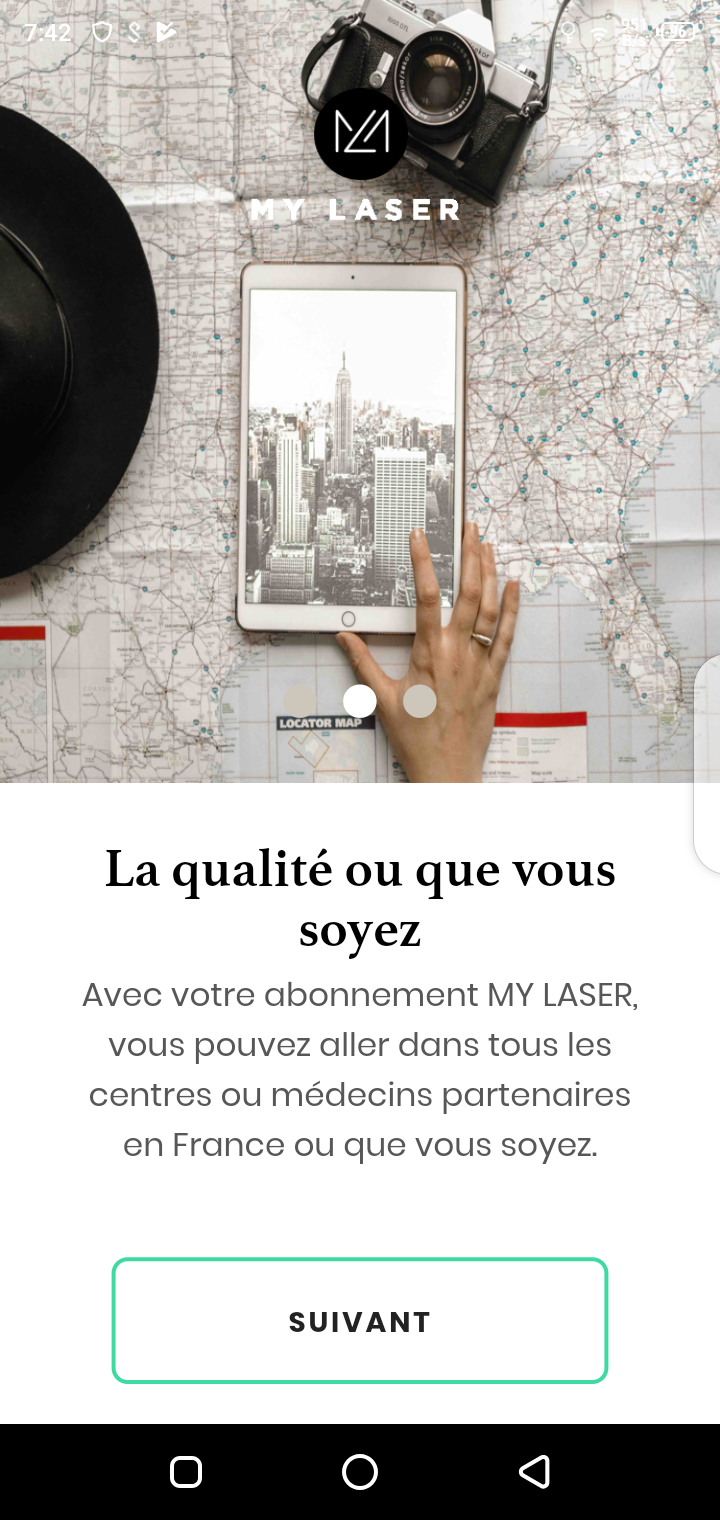 7:42
96
MY LASER
LOCATOR MAP
La qualité ou que vous
soyez
Avec votre abonnement MY LASER,
vous pouvez aller dans tous les
centres ou médecins partenaires
en France ou que vous soyez.
SUIVANT